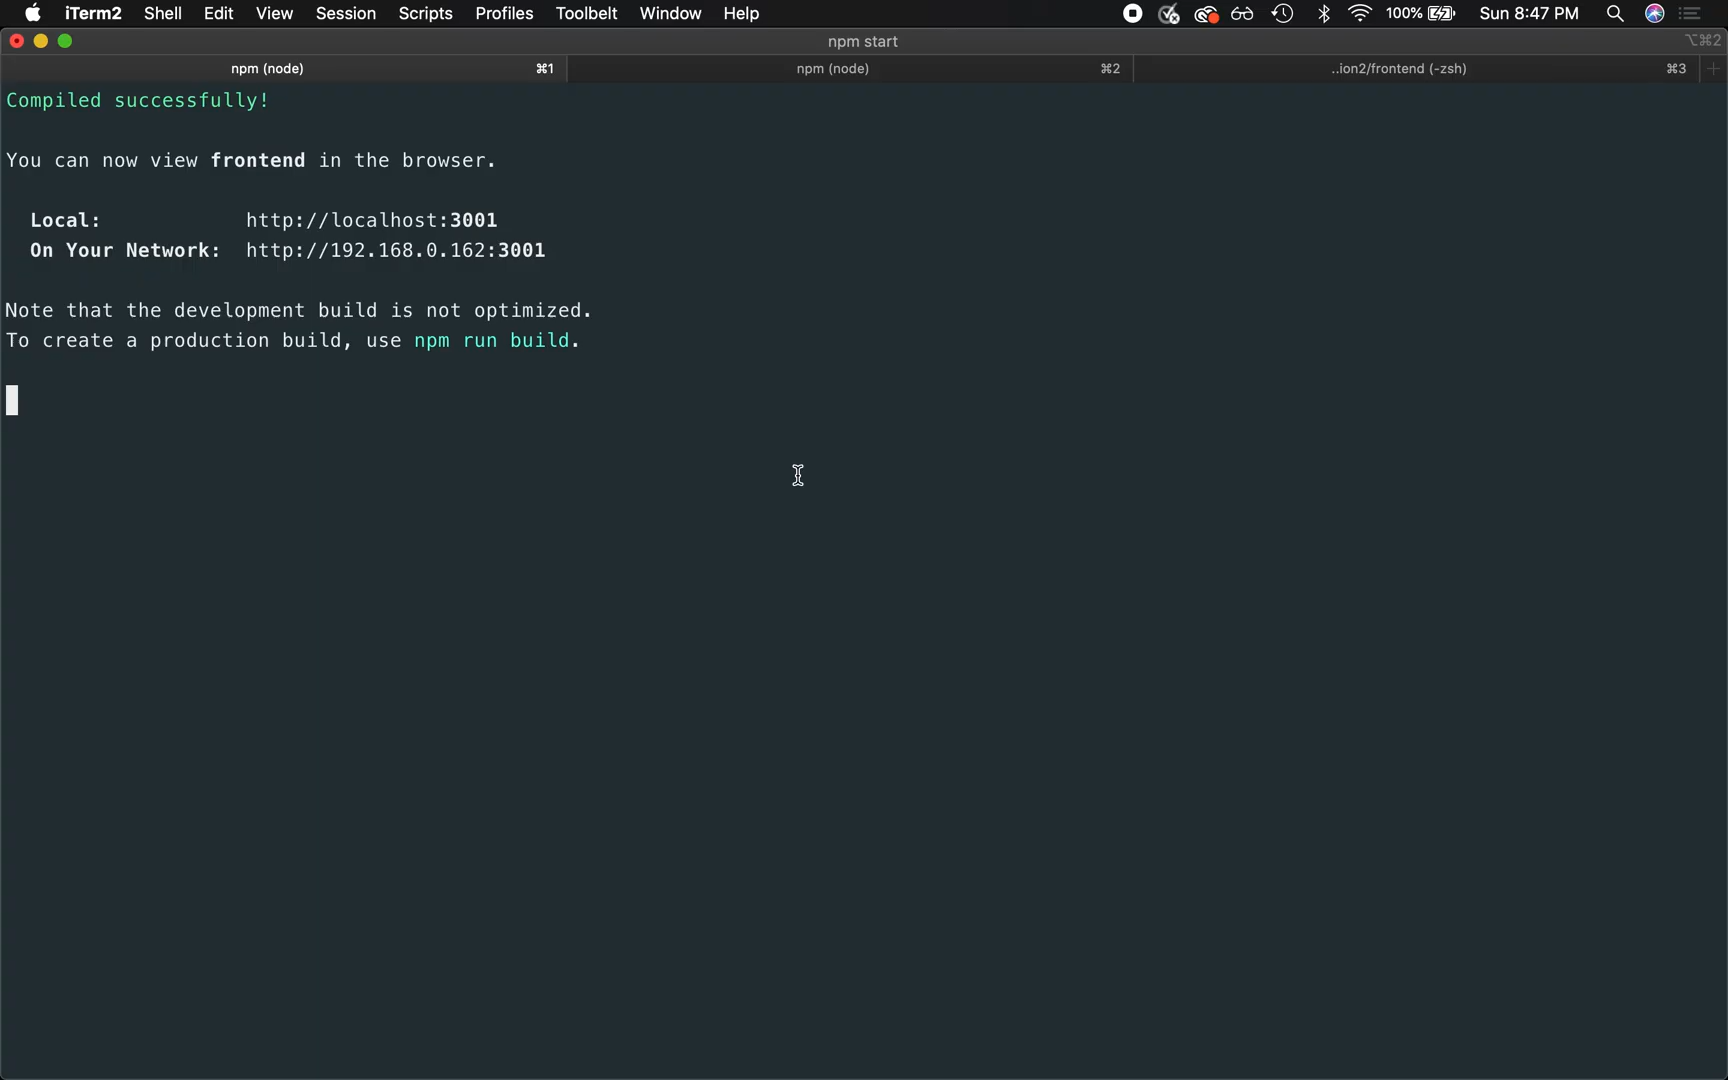 iTerm2 Shell Edit View Session Scripts Profiles Toolbelt Window Help 100% Sun 8:47 PM
npm start ⌥⌘2
npm (node) ⌘1 npm (node) ⌘2 ..ion2/frontend (-zsh) ⌘3
Compiled successfully!
You can now view frontend in the browser.
Local: http://localhost:3001
On Your Network: http://192.168.0.162:3001
Note that the development build is not optimized.
To create a production build, use npm run build.